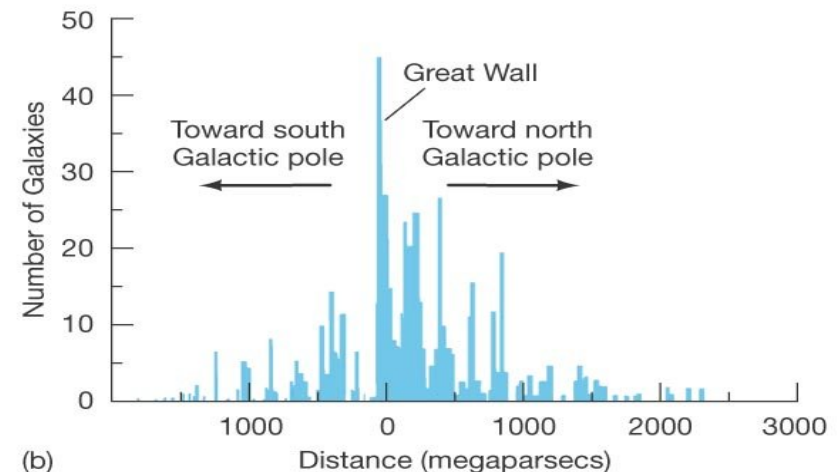 50
40
30
20
10
0
Number of Galaxies
Great Wall
Toward south
Galactic pole
Toward north
Galactic pole
1000 0 1000 2000 3000
Distance (megaparsecs)
(b)